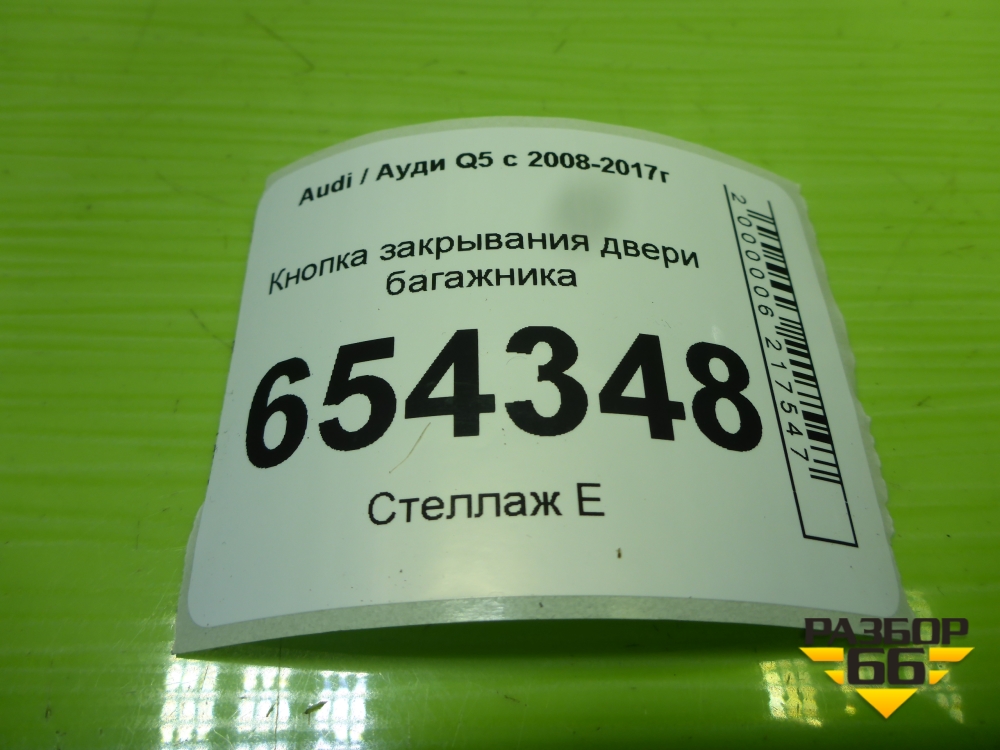 Audi / Ауди Q5 с 2008-2017г
Кнопка закрывания двери
багажника
654348
Стеллаж Е
2000006217547
РАЗБОР
66